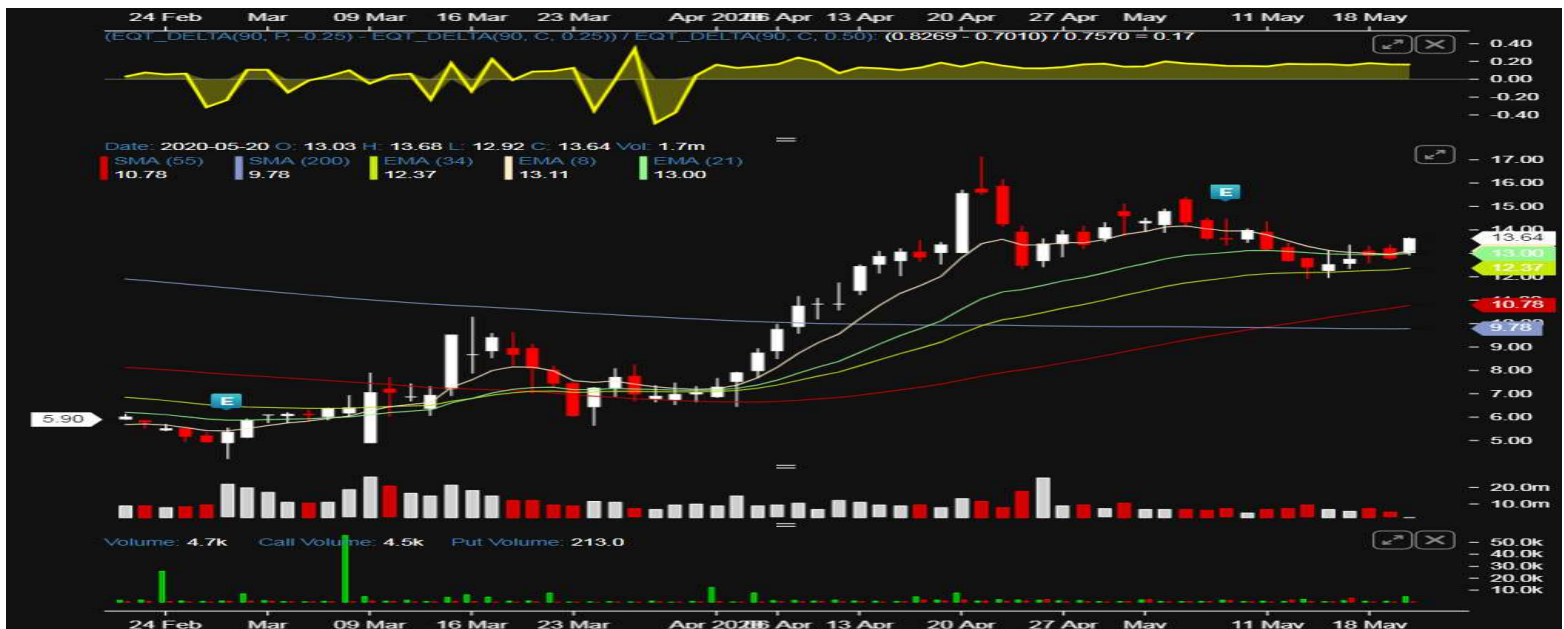 24 Feb Mar 09 Mar 16 Mar 23 Mar Apr 2020 06 Apr 13 Apr 20 Apr 27 Apr May 11 May 18 May
(EQT_DELTA(90, P, -0.25) - EQT_DELTA(90, C, 0.25)) / EQT_DELTA(90, C, 0.50): (0.8269 - 0.7010) / 0.7570 = 0.17
0.40
0.20
0.00
-0.20
-0.40
Date: 2020-05-20 O: 13.03 H: 13.68 L: 12.92 C: 13.64 Vol: 1.7m
SMA (55) SMA (200) EMA (34) EMA (8) EMA (21)
10.78 9.78 12.37 13.11 13.00
17.00
16.00
15.00
14.00
13.64
13.00
12.37
12.00
10.78
9.78
9.00
8.00
7.00
6.00
5.00
E
E
5.90
20.0m
10.0m
Volume: 4.7k Call Volume: 4.5k Put Volume: 213.0
50.0k
40.0k
30.0k
20.0k
10.0k
24 Feb Mar 09 Mar 16 Mar 23 Mar Apr 2020 06 Apr 13 Apr 20 Apr 27 Apr May 11 May 18 May